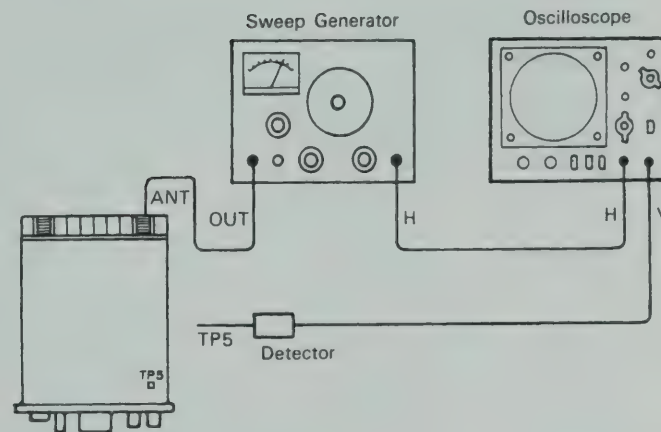 Sweep Generator
Oscilloscope
ANT
OUT
H
H
V
TP5
Detector
TP5